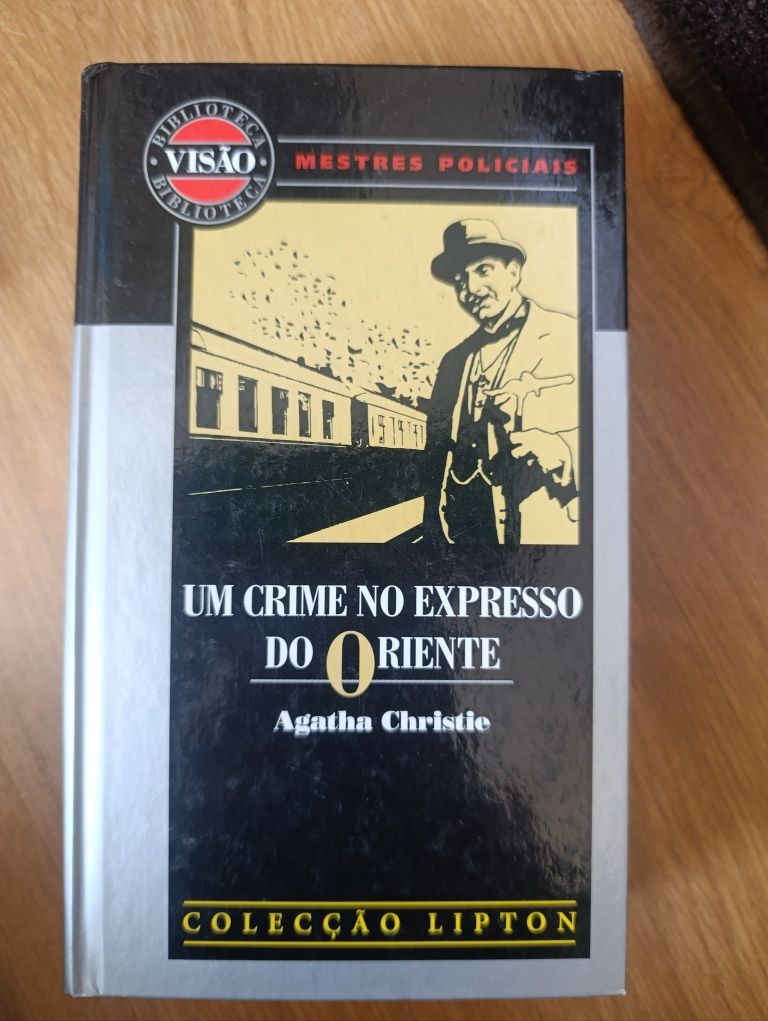 BIBLIOTECA
VISÃO
BIBLIOTECA
MESTRES POLICIAIS
UM CRIME NO EXPRESSO
DO ORIENTE
Agatha Christie
COLECÇÃO LIPTON